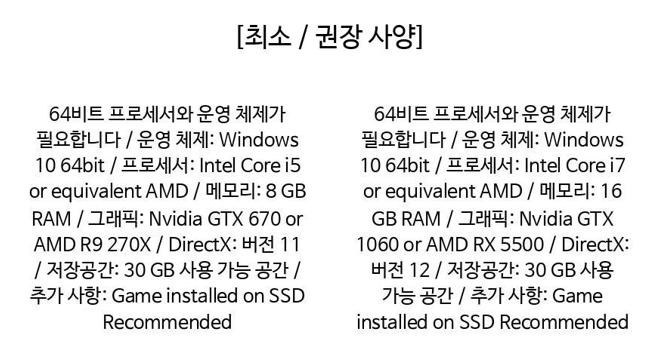 [최소 / 권장 사양]
64비트 프로세서와 운영 체제가
필요합니다 / 운영 체제: Windows
10 64bit / 프로세서: Intel Core i5
or equivalent AMD / 메모리: 8 GB
RAM / 그래픽: Nvidia GTX 670 or
AMD R9 270X / DirectX: 버전 11
/ 저장공간: 30 GB 사용 가능 공간 /
추가 사항: Game installed on SSD
Recommended
64비트 프로세서와 운영 체제가
필요합니다 / 운영 체제: Windows
10 64bit / 프로세서: Intel Core i7
or equivalent AMD / 메모리: 16
GB RAM / 그래픽: Nvidia GTX
1060 or AMD RX 5500 / DirectX:
버전 12 / 저장공간: 30 GB 사용
가능 공간 / 추가 사항: Game
installed on SSD Recommended